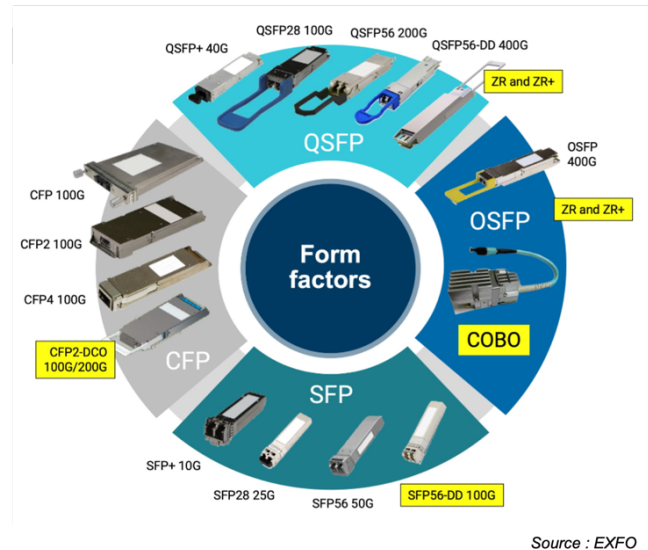 QSFP+ 40G
QSFP28 100G
QSFP56 200G
QSFP56-DD 400G
ZR and ZR+
QSFP
OSFP
400G
OSFP
ZR and ZR+
COBO
CFP 100G
CFP2 100G
CFP4 100G
CFP2-DCO
100G/200G
CFP
Form
factors
SFP
SFP+ 10G
SFP28 25G
SFP56 50G
SFP56-DD 100G
Source : EXFO